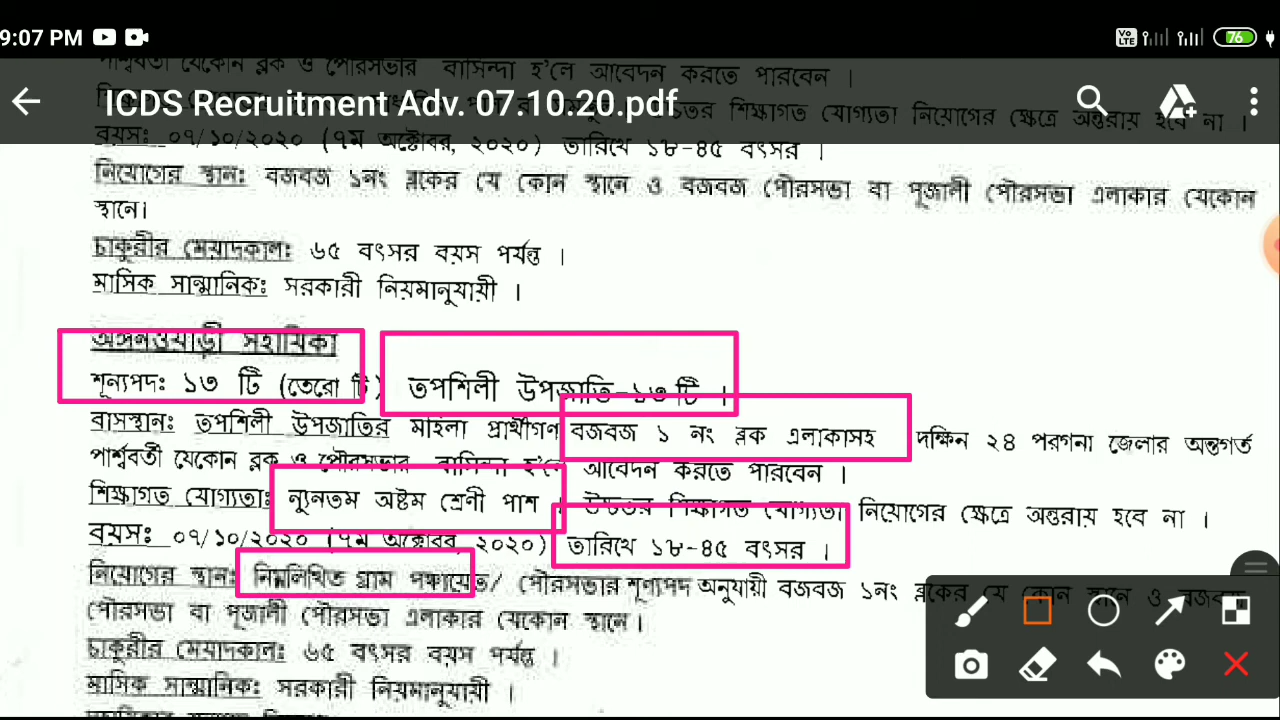 9:07 PM
Vo LTE 76
পার্শ্ববর্তী যেকোন ব্লক ও পৌরসভার বাসিন্দা হ'লে আবেদন করতে পারবেন ।
ICDS Recruitment Adv. 07.10.20.pdf
শিক্ষাগত যোগ্যতা নিয়োগের ক্ষেত্রে অন্তরায় হবে না ।
বয়স: ০৭/১০/২০২০ (৭ম অক্টোবর, ২০২০) তারিখে ১৮-৪৫ বৎসর ।
নিয়োগের স্থান: বজবজ ১নং ব্লকের যে কোন স্থানে ও বজবজ পৌরসভা বা পূজালী পৌরসভা এলাকার যেকোন
স্থানে।
চাকুরীর মেয়াদকাল: ৬৫ বৎসর বয়স পর্যন্ত ।
মাসিক সাম্মানিক: সরকারী নিয়মানুযায়ী ।
অঙ্গনওয়াড়ী সহায়িকা
শূন্যপদ: ১৩ টি (তেরো টি) তপশিলী উপজাতি-১৩ টি ।
বাসস্থান: তপশিলী উপজাতির মহিলা প্রার্থীগণ বজবজ ১ নং ব্লক এলাকাসহ দক্ষিন ২৪ পরগনা জেলার অন্তগর্ত
পার্শ্ববর্তী যেকোন ব্লক ও পৌরসভার বাসিন্দা হ'লে আবেদন করতে পারবেন ।
শিক্ষাগত যোগ্যতা: ন্যূনতম অষ্টম শ্রেণী পাশ । উচ্চতর শিক্ষাগত যোগ্যতা নিয়োগের ক্ষেত্রে অন্তরায় হবে না ।
বয়স: ০৭/১০/২০২০ (৭ম অক্টোবর, ২০২০) তারিখে ১৮-৪৫ বৎসর ।
নিয়োগের স্থান: নিম্নলিখিত গ্রাম পঞ্চায়েত/ পৌরসভার শূণ্যপদ অনুযায়ী বজবজ ১নং ব্লকের যে কোন স্থানে ও বজবজ
পৌরসভা বা পূজালী পৌরসভা এলাকার যেকোন স্থানে।
চাকুরীর মেয়াদকাল: ৬৫ বৎসর বয়স পর্যন্ত ।
মাসিক সাম্মানিক: সরকারী নিয়মানুযায়ী ।